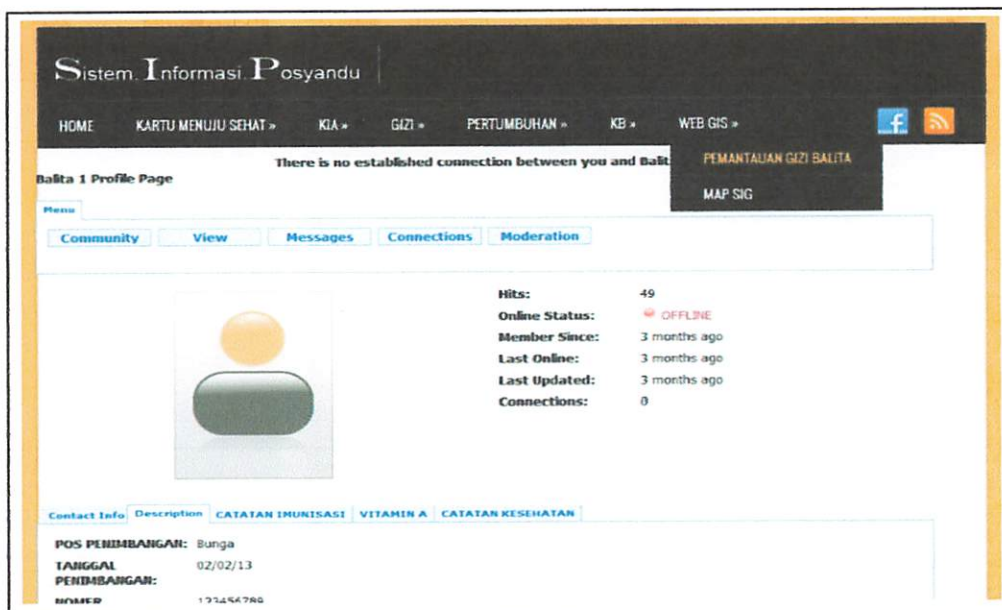 Sistem. Informasi. Posyandu
HOME KARTU MENUJU SEHAT » KIA » GIZI » PERTUMBUHAN » KB » WEB GIS »
PEMANTAUAN GIZI BALITA
MAP SIG
There is no established connection between you and Balit
Balita 1 Profile Page
Menu
Community View Messages Connections Moderation
Hits: 49
Online Status: OFFLINE
Member Since: 3 months ago
Last Online: 3 months ago
Last Updated: 3 months ago
Connections: 0
Contact Info Description CATATAN IMUNISASI VITAMIN A CATATAN KESEHATAN
POS PENIMBANGAN: Bunga
TANGGAL 02/02/13
PENIMBANGAN:
NOMER 123456789